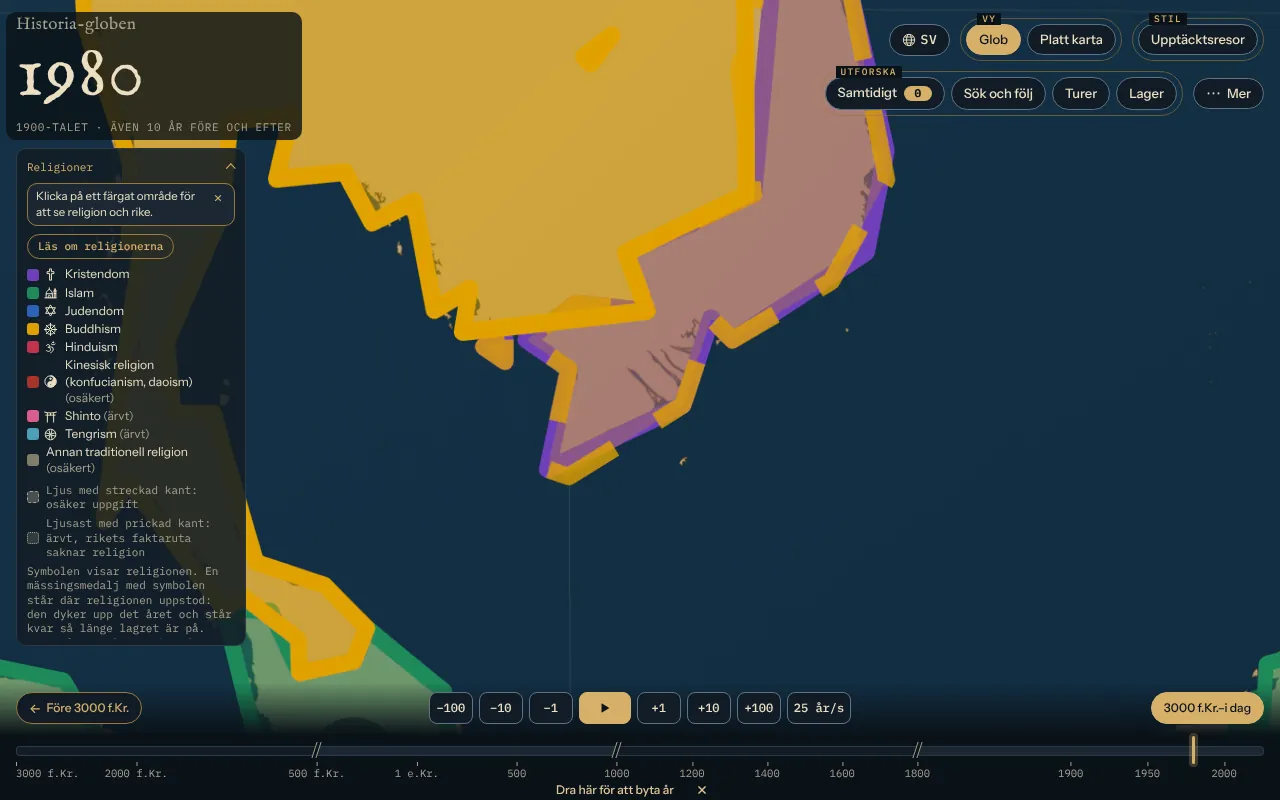 Historia-globen
1980
1900-TALET · ÄVEN 10 ÅR FÖRE OCH EFTER
SV
VY
Glob
Platt karta
STIL
Upptäcktsresor
UTFORSKA
Samtidigt 0
Sök och följ
Turer
Lager
··· Mer
Religioner
Klicka på ett färgat område för
att se religion och rike.
×
Läs om religionerna
Kristendom
Islam
Judendom
Buddhism
Hinduism
Kinesisk religion
(konfucianism, daoism)
(osäkert)
Shinto (ärvt)
Tengrism (ärvt)
Annan traditionell religion
(osäkert)
Ljus med streckad kant:
osäker uppgift
Ljusast med prickad kant:
ärvt, rikets faktaruta
saknar religion
Symbolen visar religionen. En
mässingsmedalj med symbolen
står där religionen uppstod:
den dyker upp det året och står
kvar så länge lagret är på.
← Före 3000 f.Kr.
−100
−10
−1
+1
+10
+100
25 år/s
3000 f.Kr.–i dag
3000 f.Kr.
2000 f.Kr.
500 f.Kr.
1 e.Kr.
500
1000
1200
1400
1600
1800
1900
1950
2000
Dra här för att byta år ×